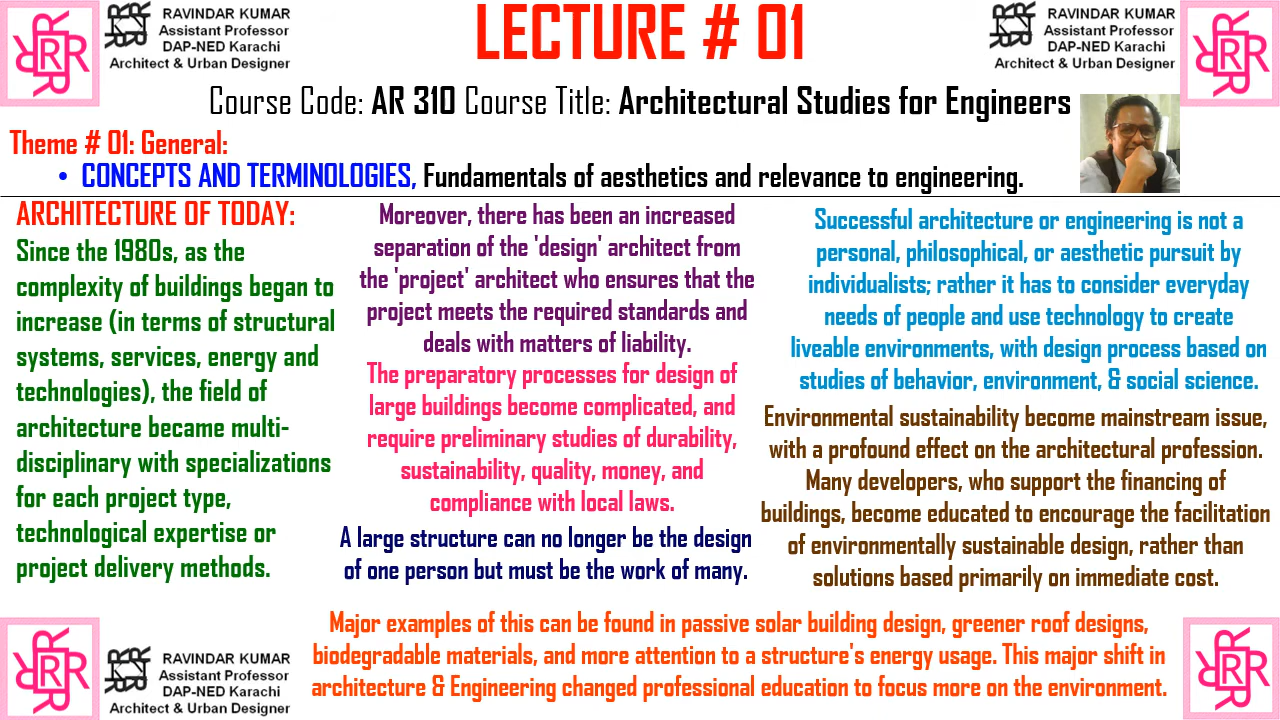 RAVINDAR KUMAR
Assistant Professor
DAP-NED Karachi
Architect & Urban Designer
LECTURE # 01
RAVINDAR KUMAR
Assistant Professor
DAP-NED Karachi
Architect & Urban Designer
Course Code: AR 310 Course Title: Architectural Studies for Engineers
Theme # 01: General:
• CONCEPTS AND TERMINOLOGIES, Fundamentals of aesthetics and relevance to engineering.
ARCHITECTURE OF TODAY:
Since the 1980s, as the
complexity of buildings began to
increase (in terms of structural
systems, services, energy and
technologies), the field of
architecture became multi-
disciplinary with specializations
for each project type,
technological expertise or
project delivery methods.
Moreover, there has been an increased
separation of the 'design' architect from
the 'project' architect who ensures that the
project meets the required standards and
deals with matters of liability.
The preparatory processes for design of
large buildings become complicated, and
require preliminary studies of durability,
sustainability, quality, money, and
compliance with local laws.
A large structure can no longer be the design
of one person but must be the work of many.
Successful architecture or engineering is not a
personal, philosophical, or aesthetic pursuit by
individualists; rather it has to consider everyday
needs of people and use technology to create
liveable environments, with design process based on
studies of behavior, environment, & social science.
Environmental sustainability become mainstream issue,
with a profound effect on the architectural profession.
Many developers, who support the financing of
buildings, become educated to encourage the facilitation
of environmentally sustainable design, rather than
solutions based primarily on immediate cost.
Major examples of this can be found in passive solar building design, greener roof designs,
biodegradable materials, and more attention to a structure's energy usage. This major shift in
architecture & Engineering changed professional education to focus more on the environment.
RAVINDAR KUMAR
Assistant Professor
DAP-NED Karachi
Architect & Urban Designer